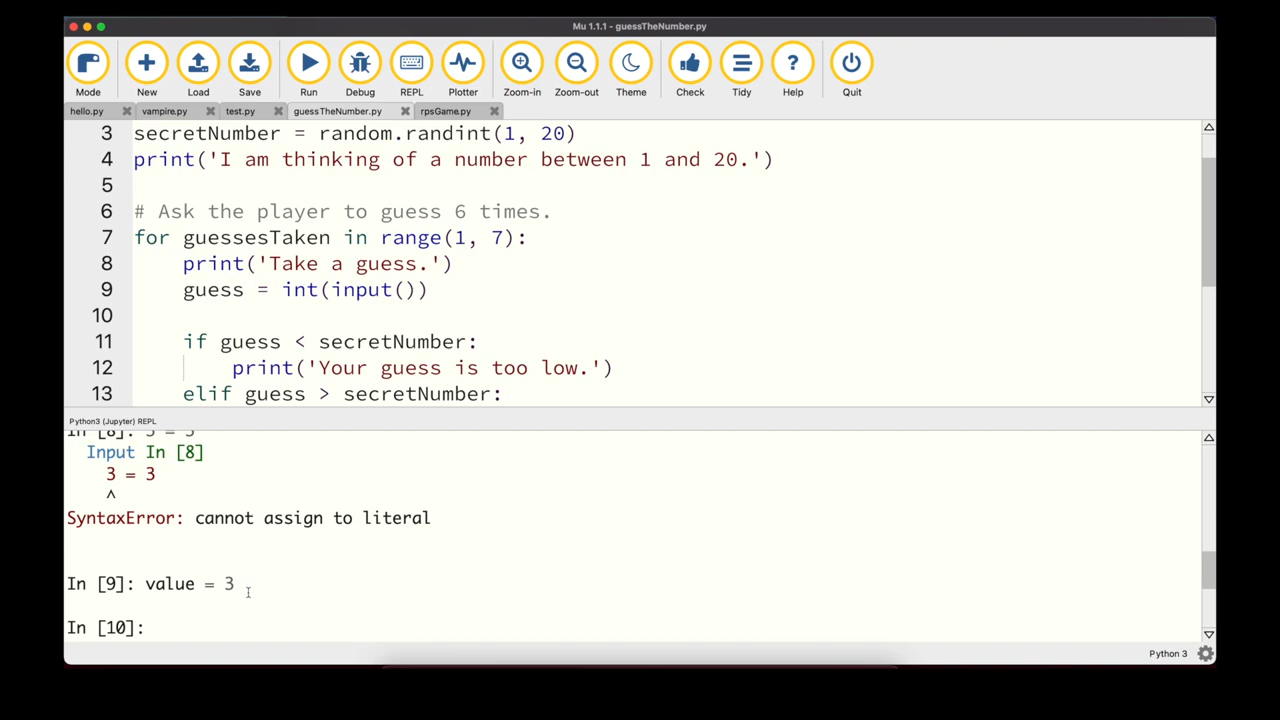 Mu 1.1.1 - guessTheNumber.py
Mode New Load Save Run Debug REPL Plotter Zoom-in Zoom-out Theme Check Tidy Help Quit
hello.py vampire.py test.py guessTheNumber.py rpsGame.py
3 secretNumber = random.randint(1, 20)
4 print('I am thinking of a number between 1 and 20.')
5
6 # Ask the player to guess 6 times.
7 for guessesTaken in range(1, 7):
8 print('Take a guess.')
9 guess = int(input())
10
11 if guess < secretNumber:
12 print('Your guess is too low.')
13 elif guess > secretNumber:
Python3 (Jupyter) REPL
In [8]: 3 = 3
Input In [8]
3 = 3
^
SyntaxError: cannot assign to literal
In [9]: value = 3
In [10]:
Python 3